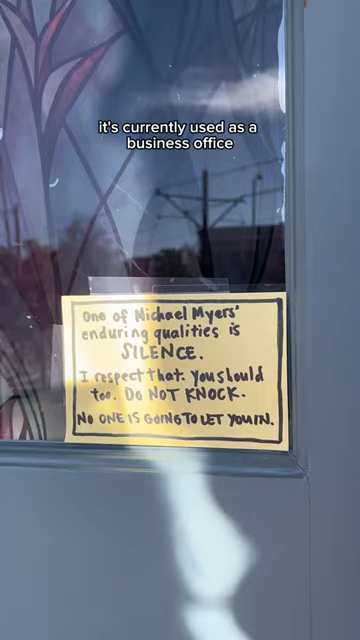 it's currently used as a
business office
One of Michael Myers'
enduring qualities is
SILENCE.
I respect that. You should
too. DO NOT KNOCK.
NO ONE IS GOING TO LET YOU IN.